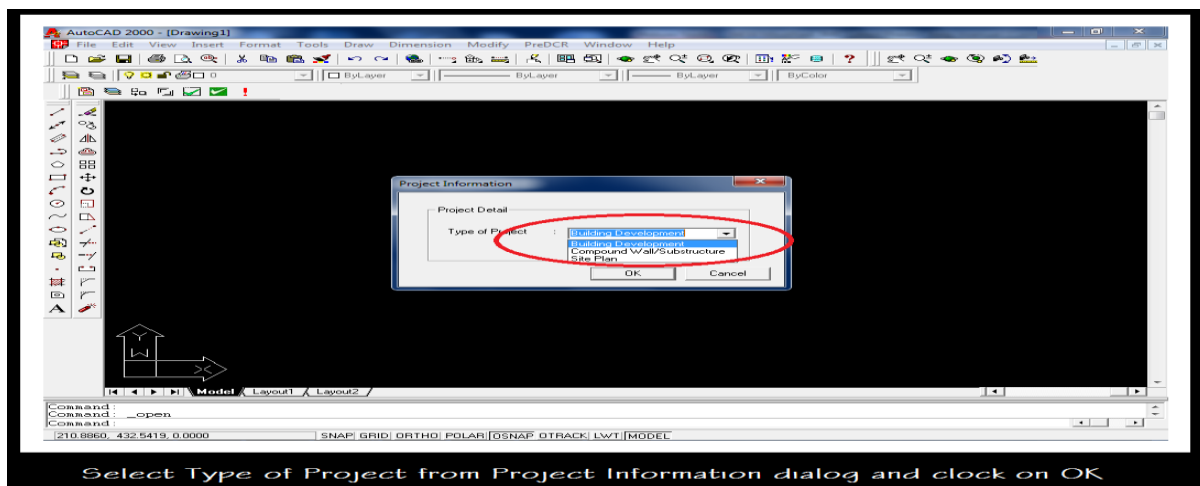 AutoCAD 2000 - [Drawing1]
File Edit View Insert Format Tools Draw Dimension Modify PreDCR Window Help
0 ByLayer ByLayer ByLayer ByColor
Project Information
Project Detail
Type of Project : Building Development
Building Development
Compound Wall/Substructure
Site Plan
OK Cancel
Y
W
X
Model Layout1 Layout2
Command:
Command: _open
Command:
210.8860, 432.5419, 0.0000 SNAP GRID ORTHO POLAR OSNAP OTRACK LWT MODEL
Select Type of Project from Project Information dialog and clock on OK